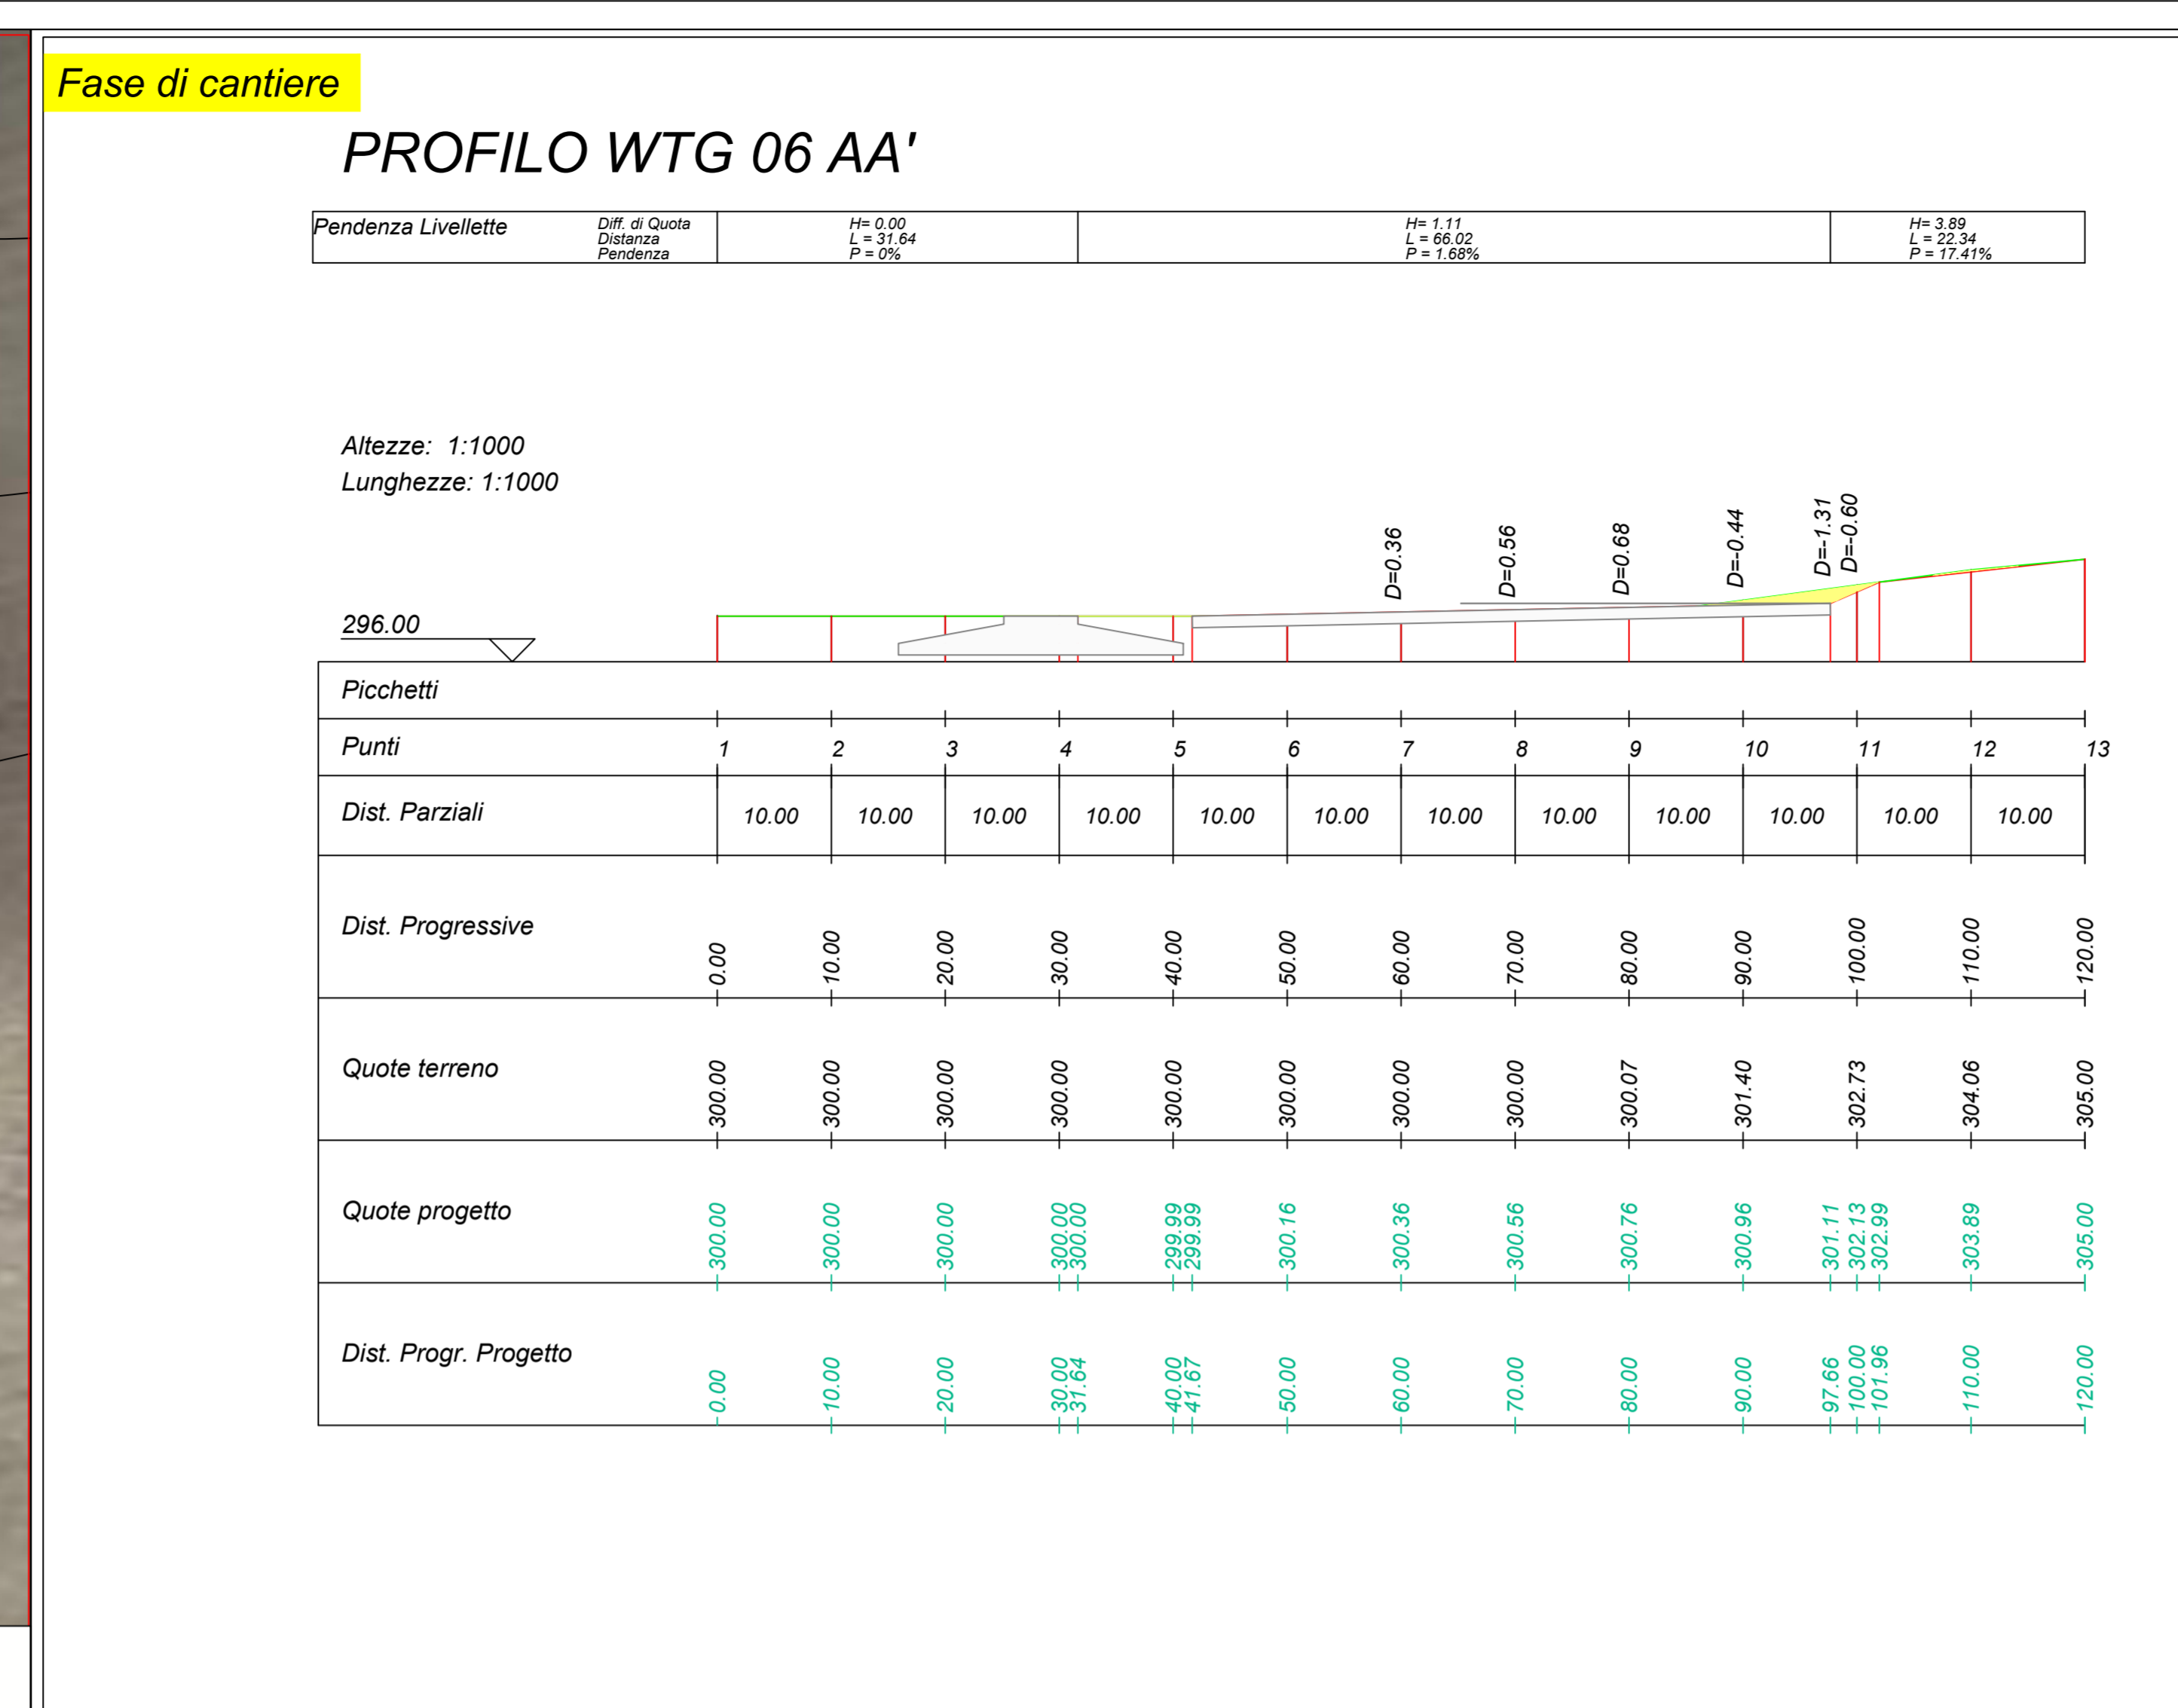 Fase di cantiere
PROFILO WTG 06 AA'
Pendenza Livellette
Diff. di Quota
Distanza
Pendenza
H= 0.00
L = 31.64
P = 0%
H= 1.11
L = 66.02
P = 1.68%
H= 3.89
L = 22.34
P = 17.41%
Altezze: 1:1000
Lunghezze: 1:1000
D=0.36 D=0.56 D=0.68 D=-0.44 D=-1.31 D=-0.60
296.00
Picchetti
Punti 1 2 3 4 5 6 7 8 9 10 11 12 13
Dist. Parziali 10.00 10.00 10.00 10.00 10.00 10.00 10.00 10.00 10.00 10.00 10.00 10.00
Dist. Progressive 0.00 10.00 20.00 30.00 40.00 50.00 60.00 70.00 80.00 90.00 100.00 110.00 120.00
Quote terreno 300.00 300.00 300.00 300.00 300.00 300.00 300.00 300.00 300.07 301.40 302.73 304.06 305.00
Quote progetto 300.00 300.00 300.00 300.00 300.00 299.99 299.99 300.16 300.36 300.56 300.76 300.96 301.11 302.13 302.99 303.89 305.00
Dist. Progr. Progetto 0.00 10.00 20.00 30.00 31.64 40.00 41.67 50.00 60.00 70.00 80.00 90.00 97.66 100.00 101.96 110.00 120.00